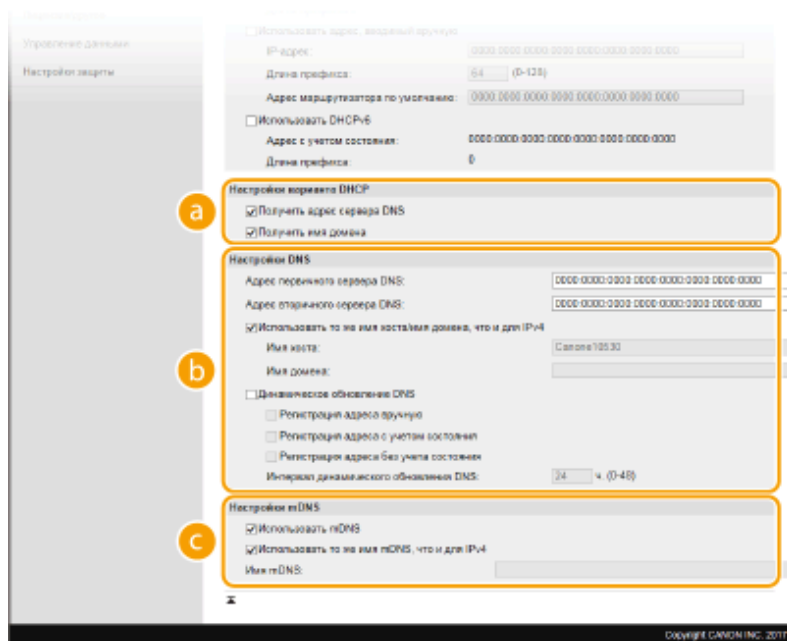 Управление данными
Настройки защиты
Использовать адрес, вводимый вручную
IP-адрес: 0000:0000:0000:0000:0000:0000:0000:0000
Длина префикса: 64 (0-128)
Адрес маршрутизатора по умолчанию: 0000:0000:0000:0000:0000:0000:0000:0000
Использовать DHCPv6
Адрес с учетом состояния: 0000:0000:0000:0000:0000:0000:0000:0000
Длина префикса: 0
Настройки варианта DHCP
a
Получить адрес сервера DNS
Получить имя домена
Настройки DNS
Адрес первичного сервера DNS: 0000:0000:0000:0000:0000:0000:0000:0000
Адрес вторичного сервера DNS: 0000:0000:0000:0000:0000:0000:0000:0000
Использовать то же имя хоста/имя домена, что и для IPv4
Имя хоста: Canone10530
b
Имя домена:
Динамическое обновление DNS
Регистрация адреса вручную
Регистрация адреса с учетом состояния
Регистрация адреса без учета состояния
Интервал динамического обновления DNS: 24 ч. (0-48)
Настройки mDNS
Использовать mDNS
c
Использовать то же имя mDNS, что и для IPv4
Имя mDNS:
Copyright CANON INC. 2011